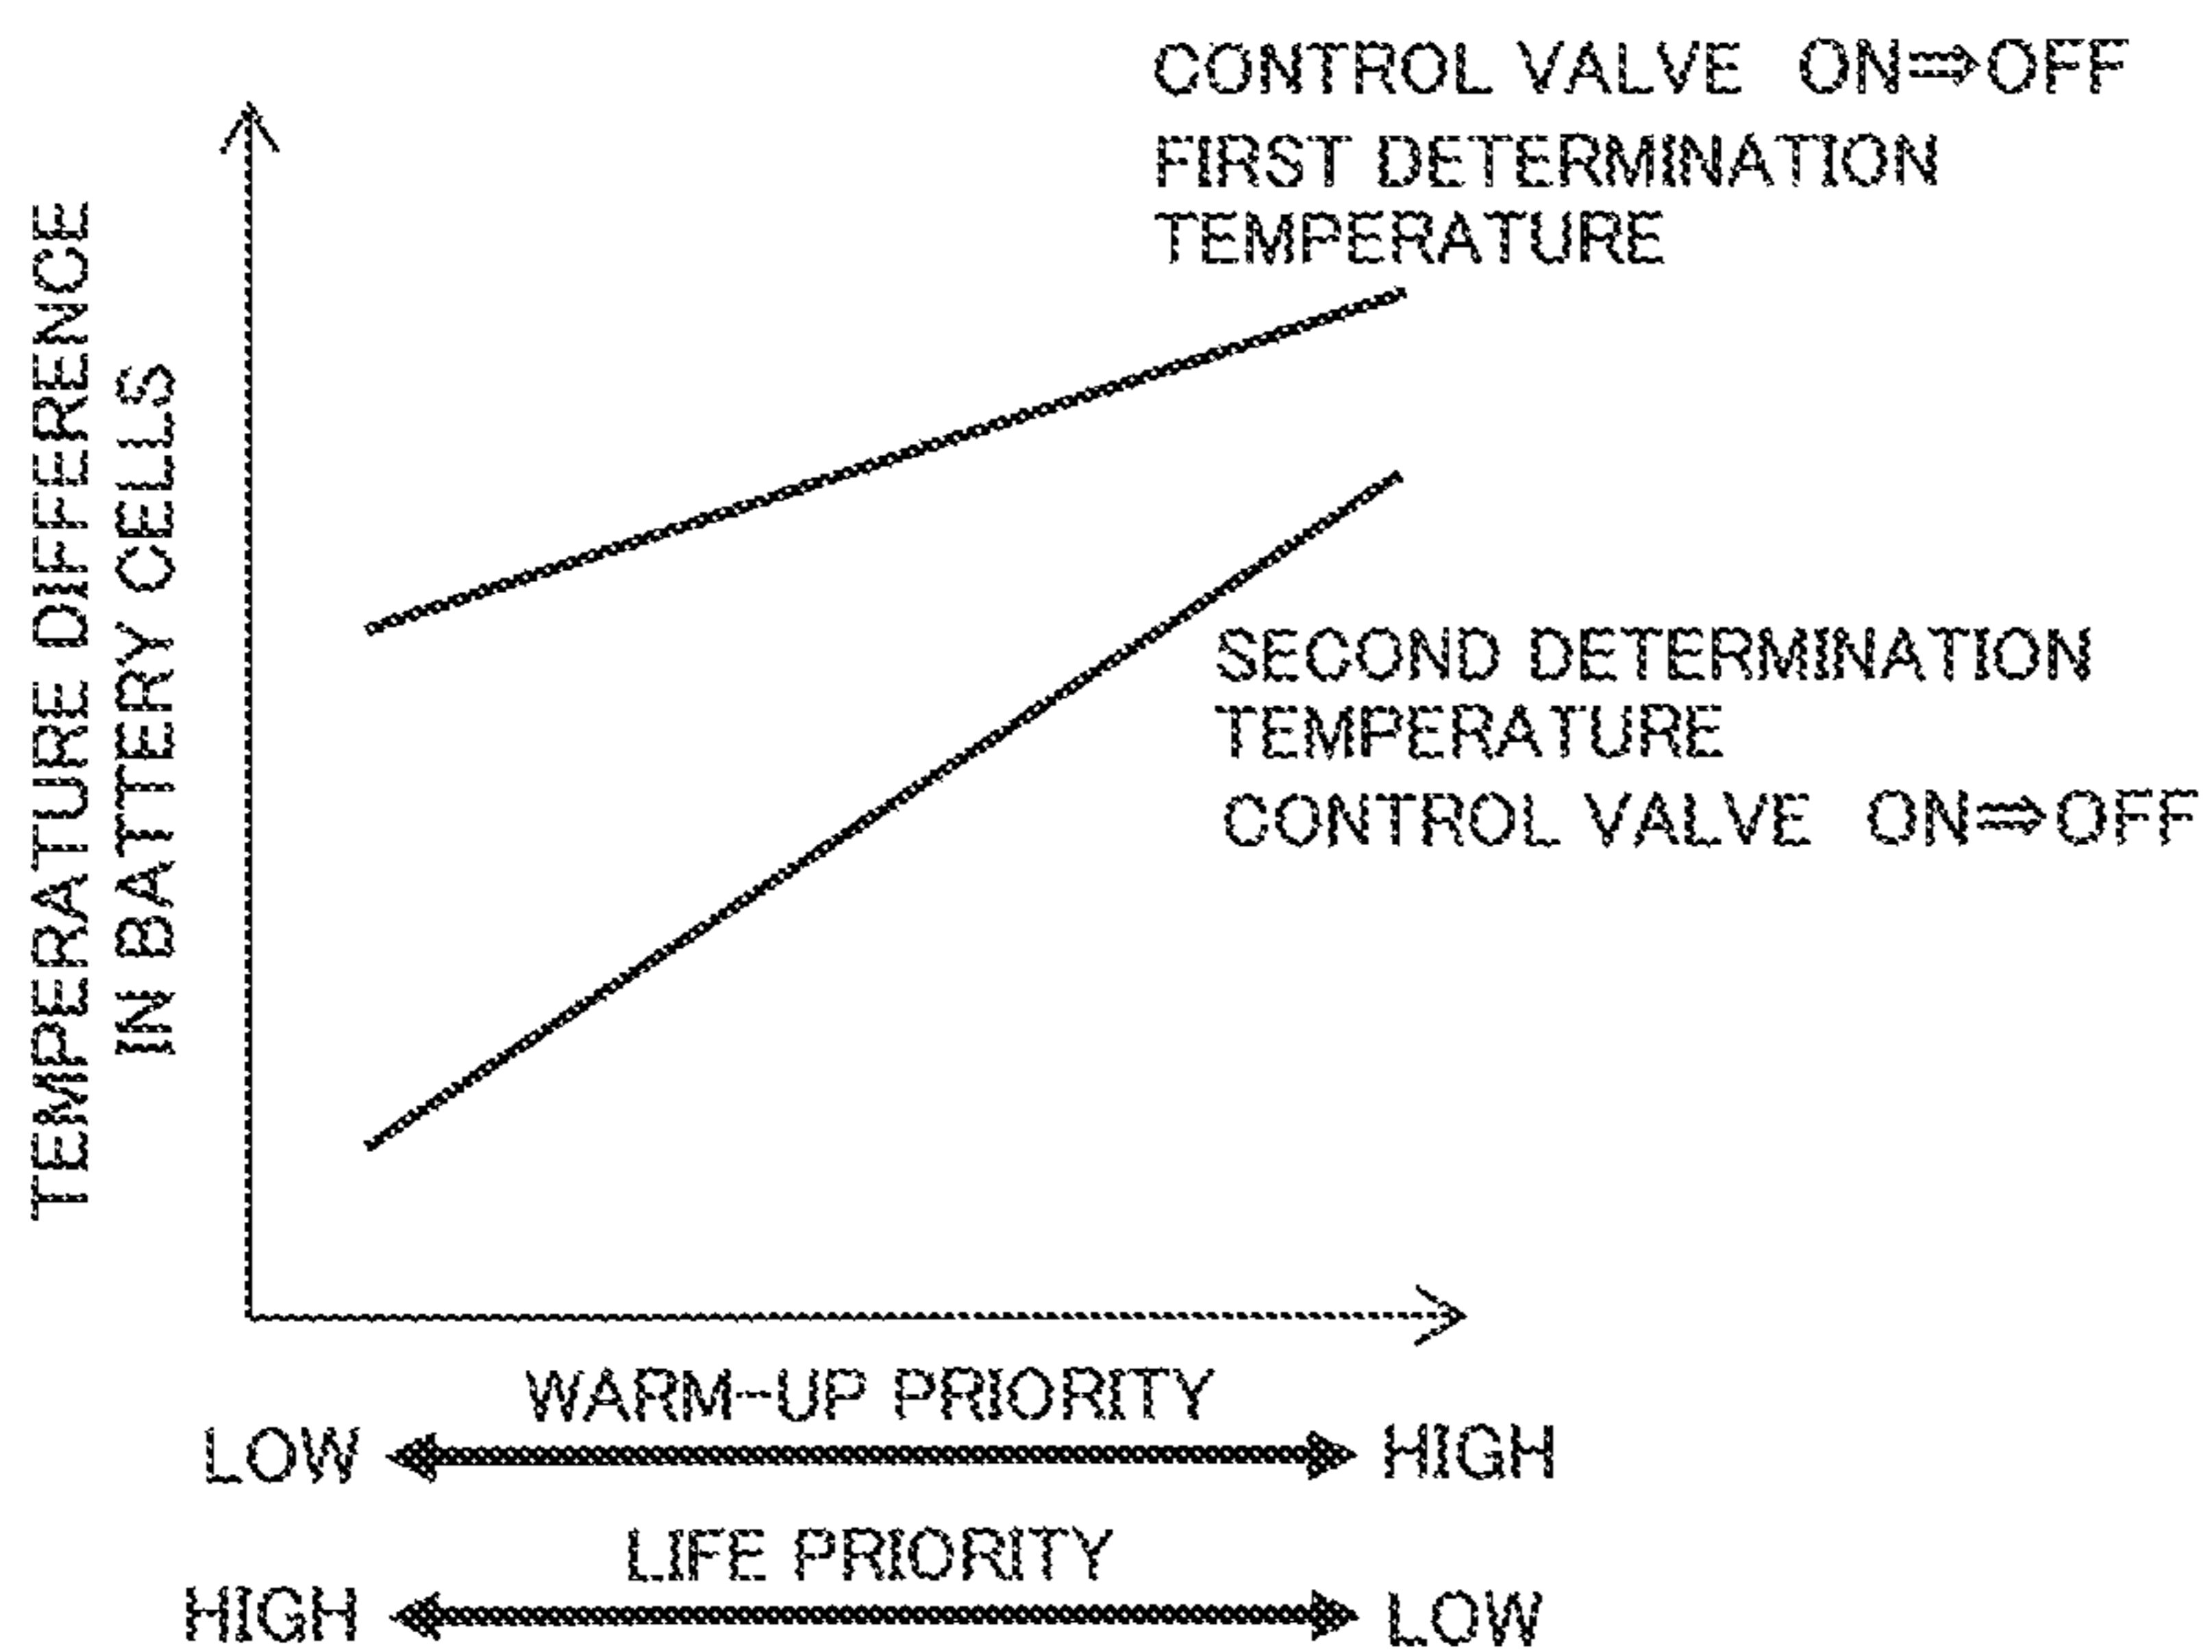 CONTROL VALVE ON⇒OFF
FIRST DETERMINATION
TEMPERATURE
TEMPERATURE DIFFERENCE
IN BATTERY CELLS
SECOND DETERMINATION
TEMPERATURE
CONTROL VALVE ON⇒OFF
WARM-UP PRIORITY
LOW HIGH
LIFE PRIORITY
HIGH LOW